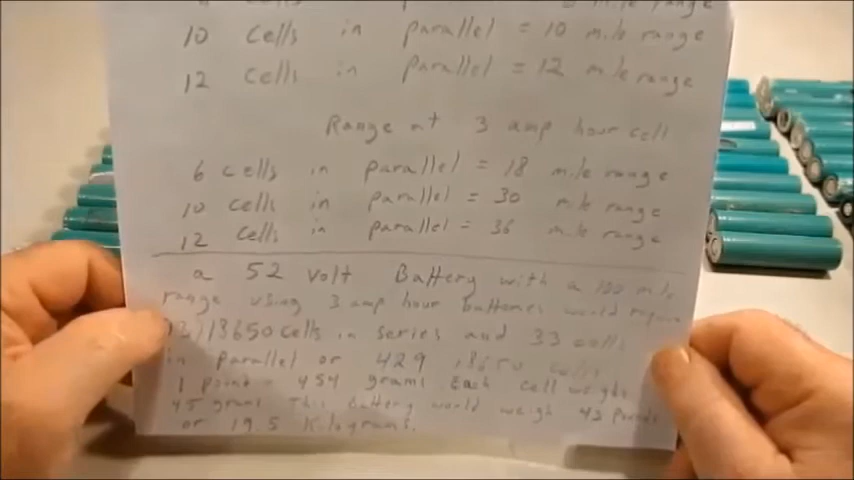 mile range
10 cells in parallel = 10 mile range
12 cells in parallel = 12 mile range
Range at 3 amp hour cell
6 cells in parallel = 18 mile range
10 cells in parallel = 30 mile range
12 cells in parallel = 36 mile range
a 52 volt Battery with a 100 mile
range using 3 amp hour batteries would require
13, 18650 cells in series and 33 cells
in parallel or 429 18650 cells
1 pound = 454 grams. Each cell weighs
45 grams. This Battery would weigh 43 pounds
or 19.5 kilograms.